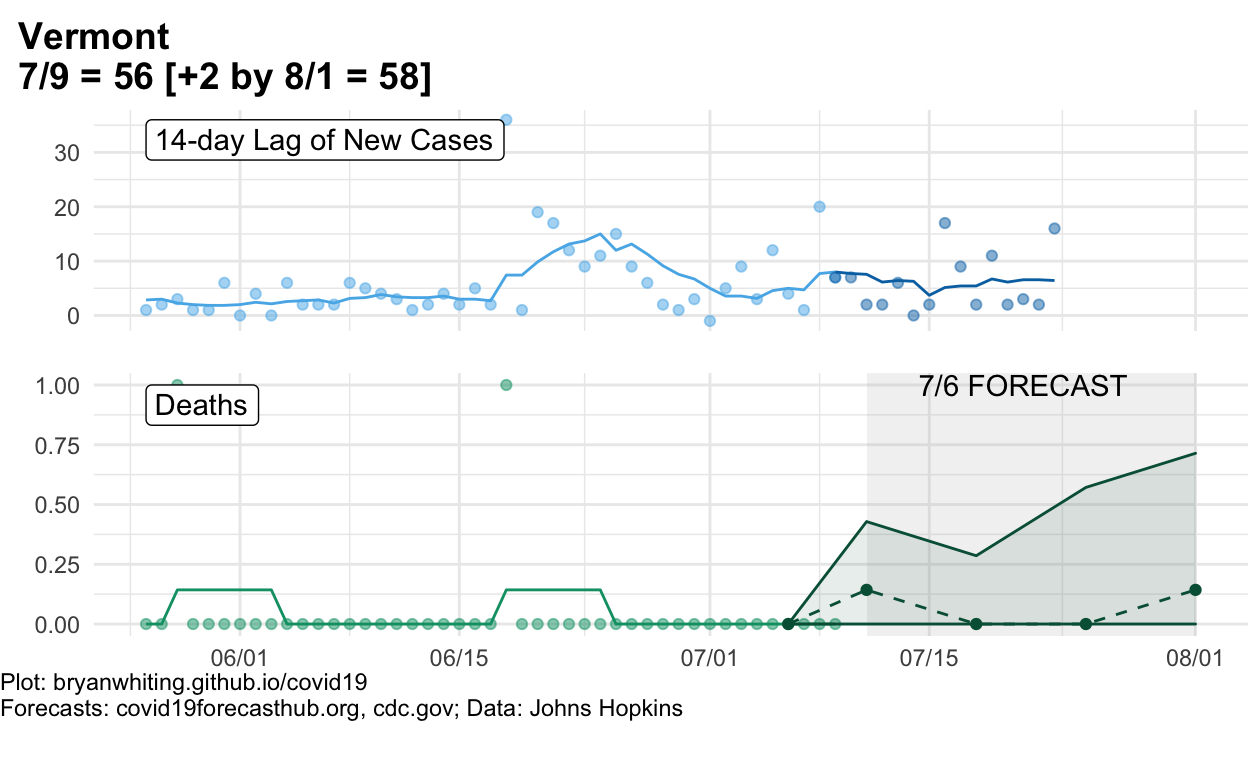 Vermont
7/9 = 56 [+2 by 8/1 = 58]
14-day Lag of New Cases
30
20
10
0
Deaths
7/6 FORECAST
1.00
0.75
0.50
0.25
0.00
06/01 06/15 07/01 07/15 08/01
Plot: bryanwhiting.github.io/covid19
Forecasts: covid19forecasthub.org, cdc.gov; Data: Johns Hopkins